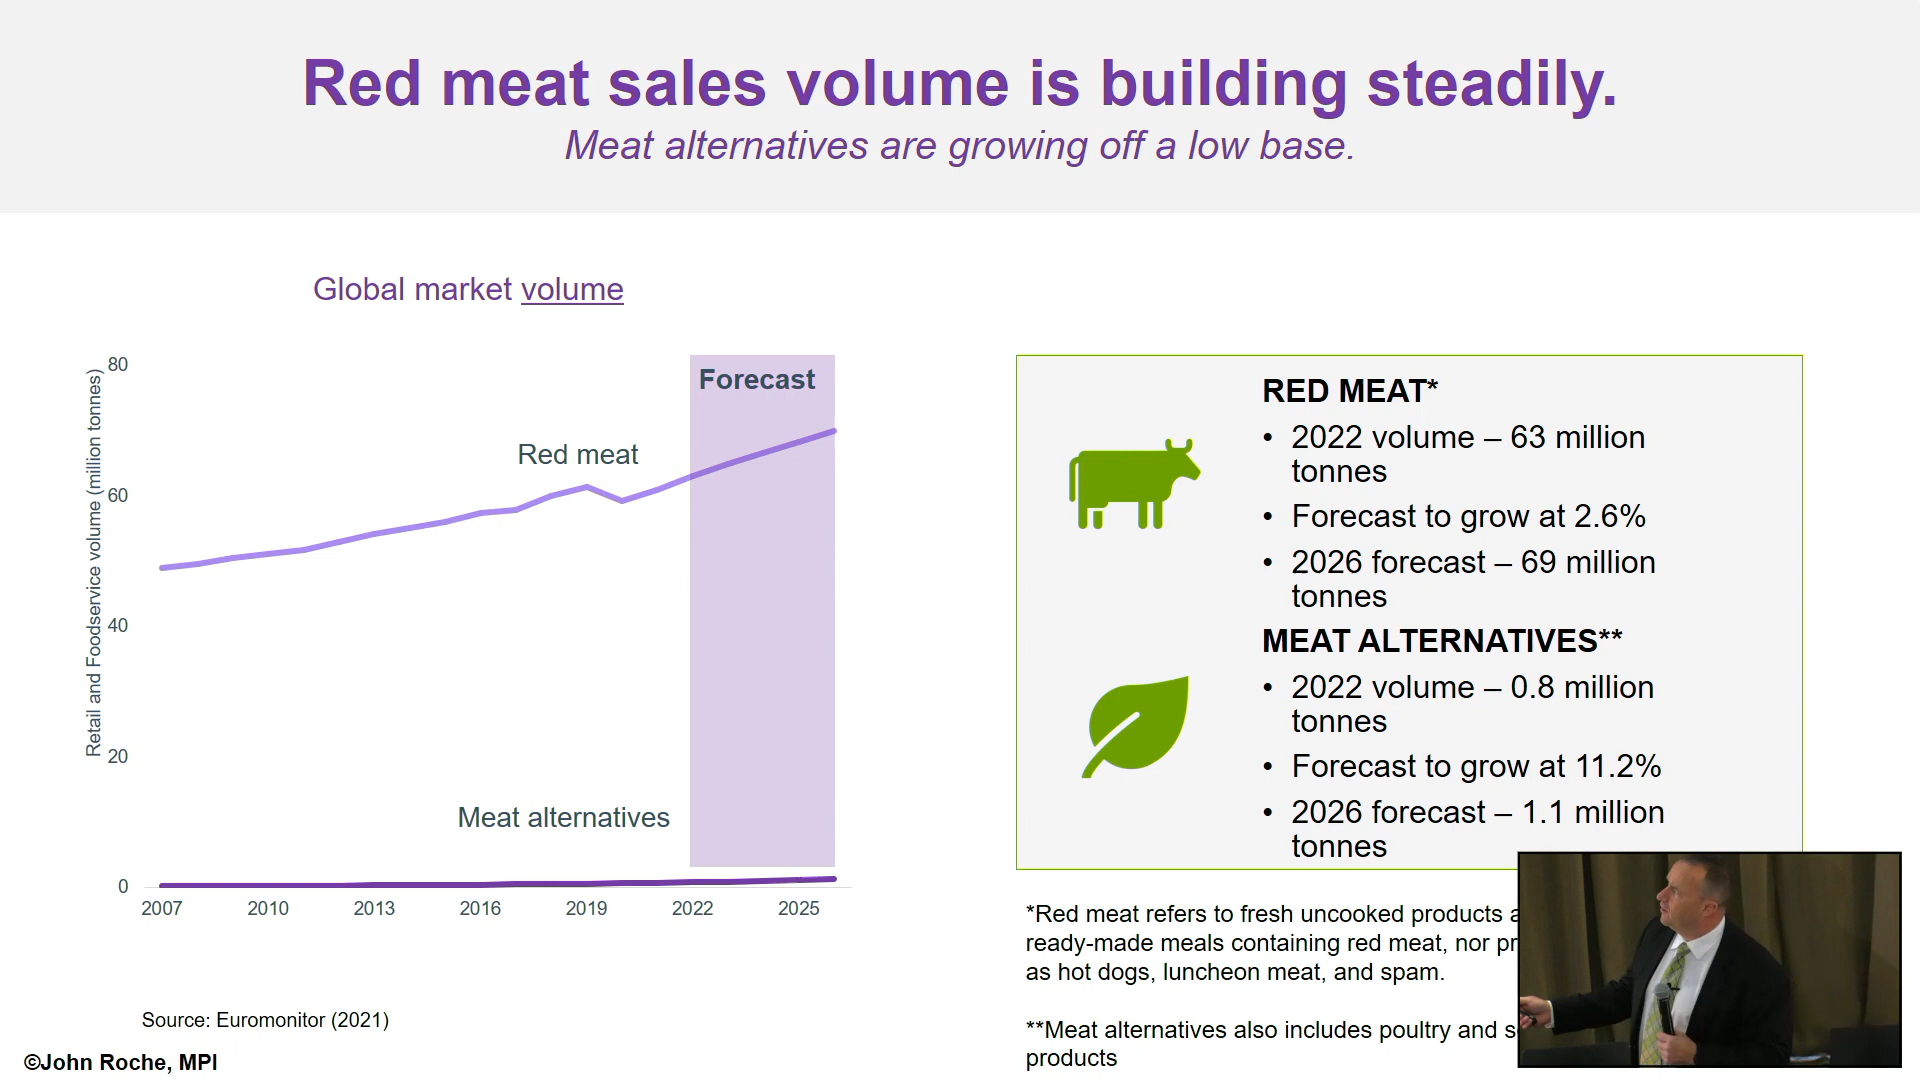 Red meat sales volume is building steadily.
Meat alternatives are growing off a low base.
Global market volume
Retail and Foodservice volume (million tonnes)
80
60
40
20
0
Forecast
Red meat
Meat alternatives
2007 2010 2013 2016 2019 2022 2025
Source: Euromonitor (2021)
©John Roche, MPI
RED MEAT*
• 2022 volume – 63 million
tonnes
• Forecast to grow at 2.6%
• 2026 forecast – 69 million
tonnes
MEAT ALTERNATIVES**
• 2022 volume – 0.8 million
tonnes
• Forecast to grow at 11.2%
• 2026 forecast – 1.1 million
tonnes
*Red meat refers to fresh uncooked products
ready-made meals containing red meat, nor
as hot dogs, luncheon meat, and spam.
**Meat alternatives also includes poultry and
products